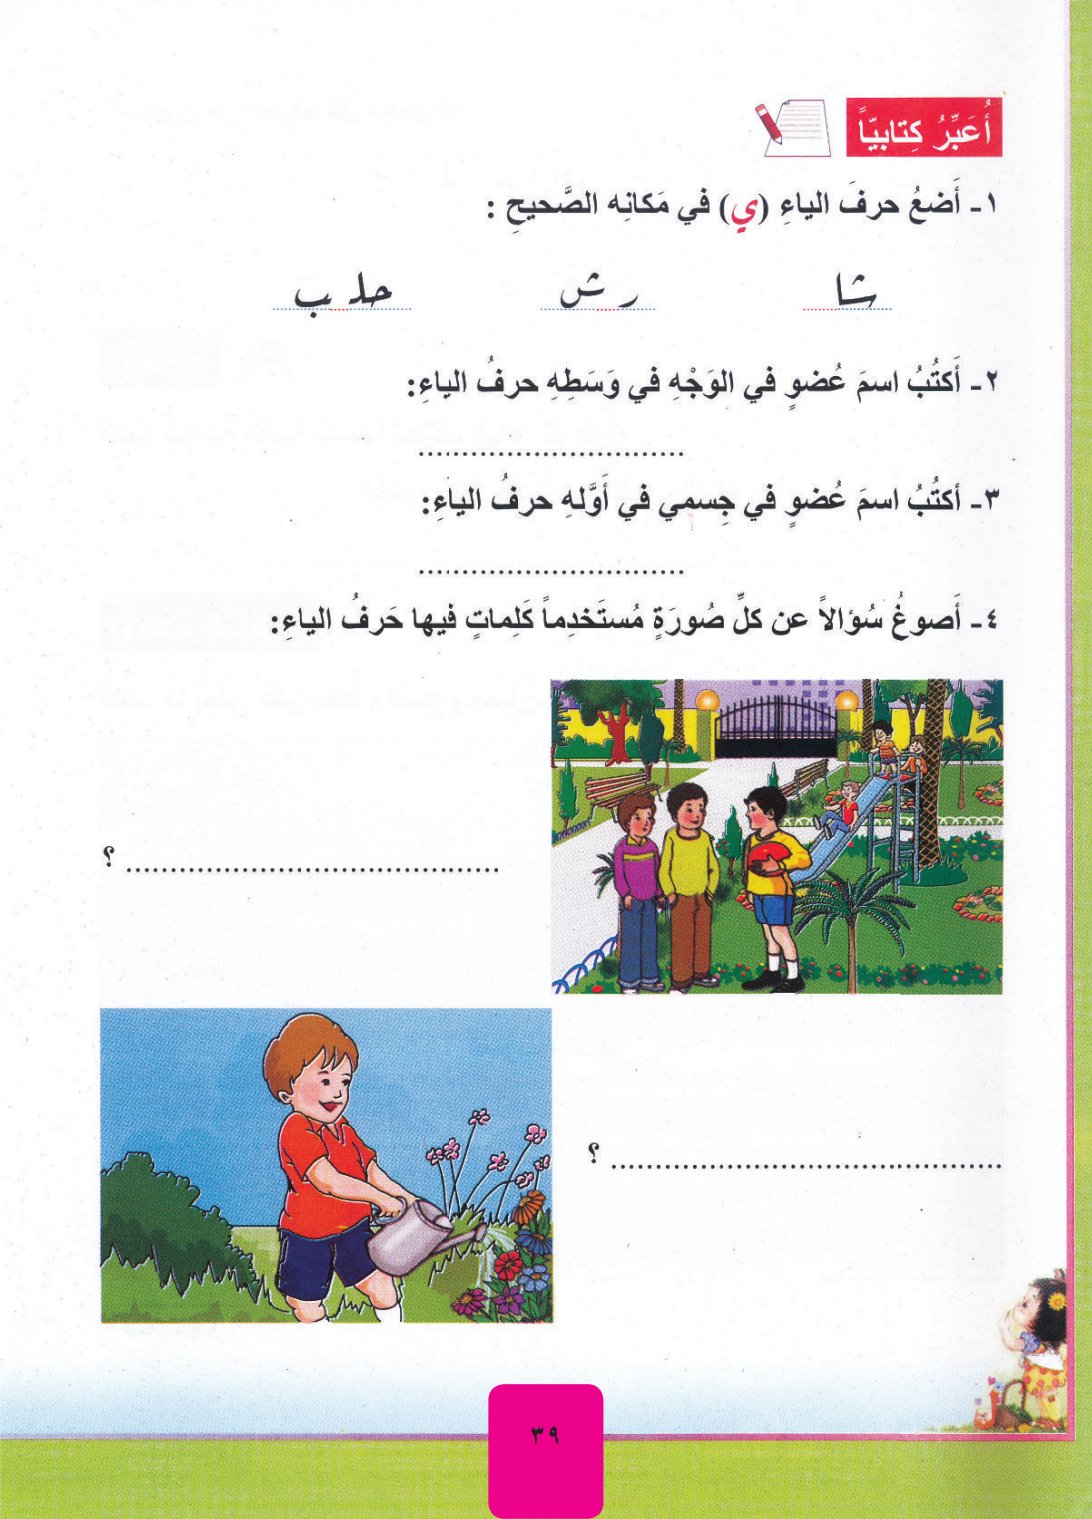 أُعَبِّرُ كِتابيّاً
١ـ أَضعُ حرفَ الياءِ (ي) في مَكانِه الصَّحيحِ :
شا    ر ش    حلـ ب
٢ـ أَكتُبُ اسمَ عُضوٍ في الوَجْهِ في وَسَطِهِ حرفُ الياءِ:
..............................
٣ـ أكتُبُ اسمَ عُضوٍ في جِسمي في أَوَّلهِ حرفُ الياءِ:
..............................
٤ـ أَصوغُ سُؤالاً عن كلِّ صُورَةٍ مُستَخدِماً كَلِماتٍ فيها حَرفُ الياءِ:
.......................................... ؟
............................................ ؟
٣٩